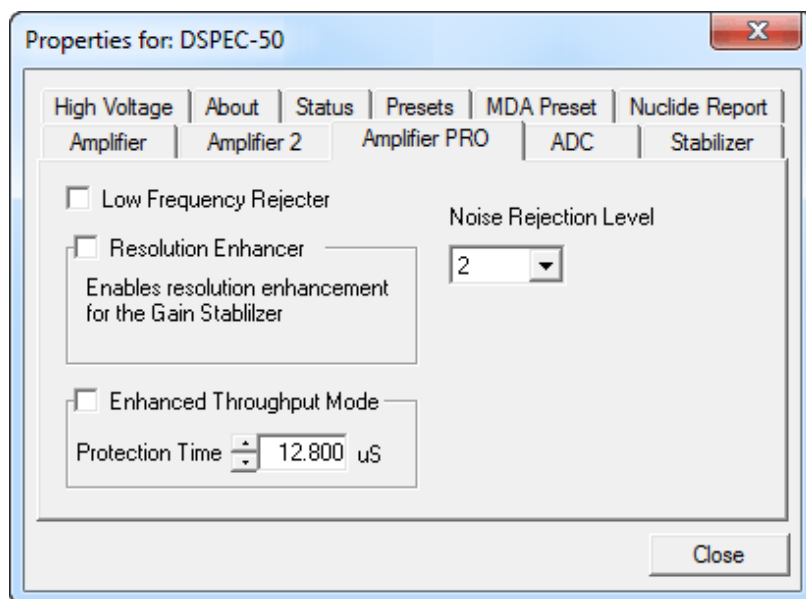 Properties for: DSPEC-50
High Voltage About Status Presets MDA Preset Nuclide Report
Amplifier Amplifier 2 Amplifier PRO ADC Stabilizer
Low Frequency Rejecter
Noise Rejection Level
Resolution Enhancer
2
Enables resolution enhancement
for the Gain Stablilzer
Enhanced Throughput Mode
Protection Time 12.800 uS
Close